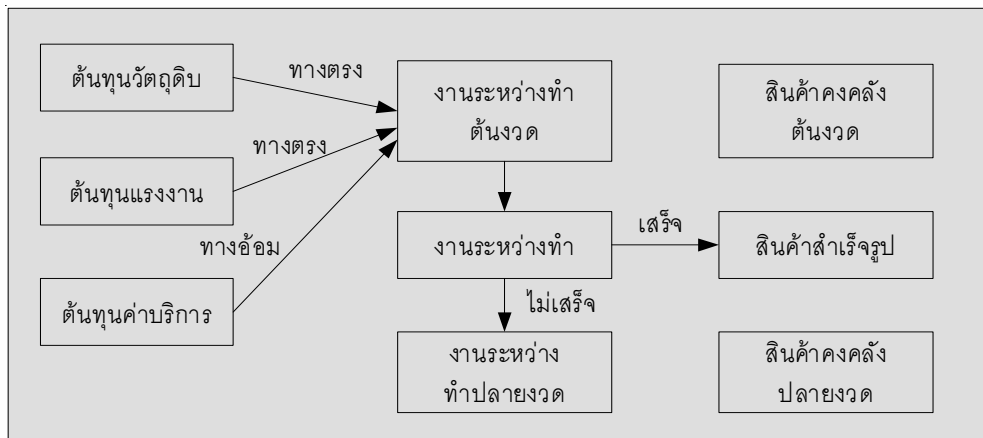 ต้นทุนวัตถุดิบ
ทางตรง
งานระหว่างทำ
ต้นงวด
สินค้าคงคลัง
ต้นงวด
ทางตรง
ต้นทุนแรงงาน
ทางอ้อม
งานระหว่างทำ
เสร็จ
สินค้าสำเร็จรูป
ต้นทุนค่าบริการ
ไม่เสร็จ
งานระหว่าง
ทำปลายงวด
สินค้าคงคลัง
ปลายงวด